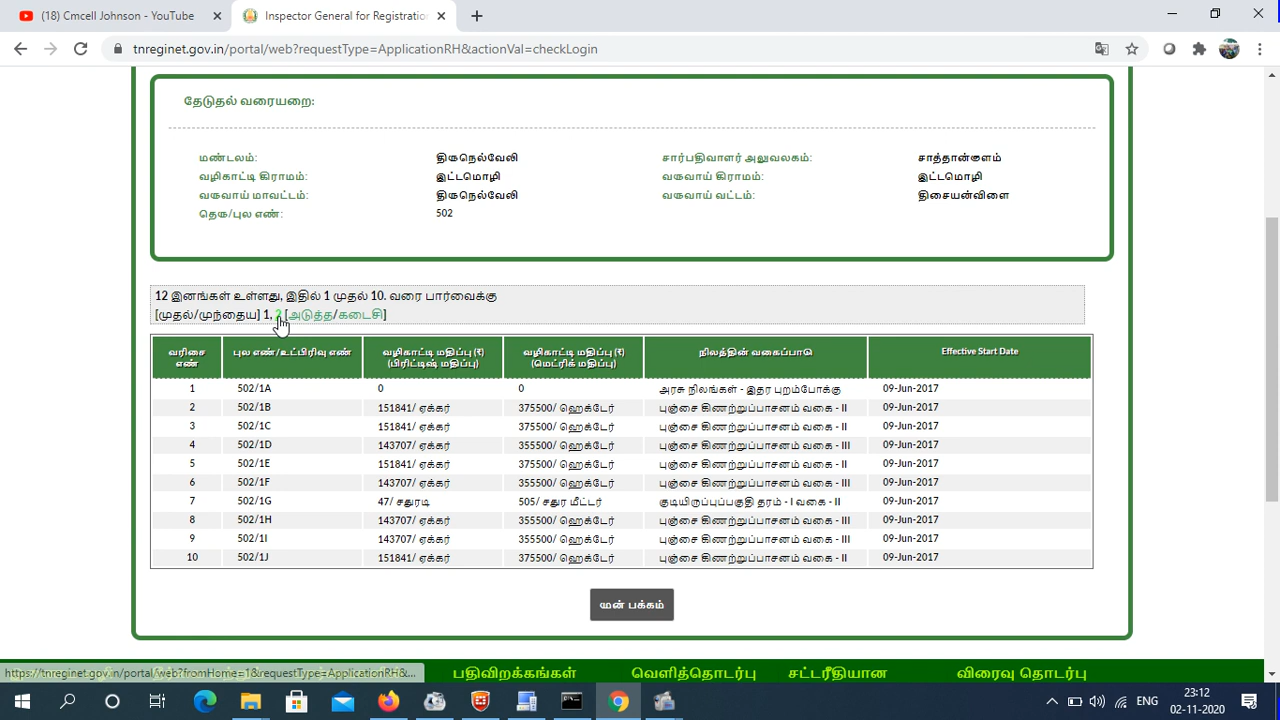 (18) Cmcell Johnson - YouTube
Inspector General for Registration
tnreginet.gov.in/portal/web?requestType=ApplicationRH&actionVal=checkLogin
தேடுதல் வரையறை:
மண்டலம்: திருநெல்வேலி சார்பதிவாளர் அலுவலகம்: சாத்தான்குளம்
வழிகாட்டி கிராமம்: இட்டமொழி வருவாய் கிராமம்: இட்டமொழி
வருவாய் மாவட்டம்: திருநெல்வேலி வருவாய் வட்டம்: திசையன்விளை
தெரு/புல எண்: 502
12 இனங்கள் உள்ளது, இதில் 1 முதல் 10. வரை பார்வைக்கு
[முதல்/முந்தைய] 1, 2 [அடுத்த/கடைசி]
வரிசை எண் புல எண்/உட்பிரிவு எண் வழிகாட்டி மதிப்பு (₹) (பிரிட்டிஷ் மதிப்பு) வழிகாட்டி மதிப்பு (₹) (மெட்ரிக் மதிப்பு) நிலத்தின் வகைப்பாடு Effective Start Date
1 502/1A 0 0 அரசு நிலங்கள் - இதர புறம்போக்கு 09-Jun-2017
2 502/1B 151841/ ஏக்கர் 375500/ ஹெக்டேர் புஞ்சை கிணற்றுப்பாசனம் வகை - II 09-Jun-2017
3 502/1C 151841/ ஏக்கர் 375500/ ஹெக்டேர் புஞ்சை கிணற்றுப்பாசனம் வகை - II 09-Jun-2017
4 502/1D 143707/ ஏக்கர் 355500/ ஹெக்டேர் புஞ்சை கிணற்றுப்பாசனம் வகை - III 09-Jun-2017
5 502/1E 151841/ ஏக்கர் 375500/ ஹெக்டேர் புஞ்சை கிணற்றுப்பாசனம் வகை - II 09-Jun-2017
6 502/1F 143707/ ஏக்கர் 355500/ ஹெக்டேர் புஞ்சை கிணற்றுப்பாசனம் வகை - III 09-Jun-2017
7 502/1G 47/ சதுரடி 505/ சதுர மீட்டர் குடியிருப்புப்பகுதி தரம் - I வகை - II 09-Jun-2017
8 502/1H 143707/ ஏக்கர் 355500/ ஹெக்டேர் புஞ்சை கிணற்றுப்பாசனம் வகை - III 09-Jun-2017
9 502/1I 143707/ ஏக்கர் 355500/ ஹெக்டேர் புஞ்சை கிணற்றுப்பாசனம் வகை - III 09-Jun-2017
10 502/1J 151841/ ஏக்கர் 375500/ ஹெக்டேர் புஞ்சை கிணற்றுப்பாசனம் வகை - II 09-Jun-2017
முன் பக்கம்
https://tnreginet.gov.in/portal/web?fromHome=1&requestType=ApplicationRH&...
பதிவிறக்கங்கள் வெளித்தொடர்பு சட்டரீதியான விரைவு தொடர்பு
ENG
23:12
02-11-2020